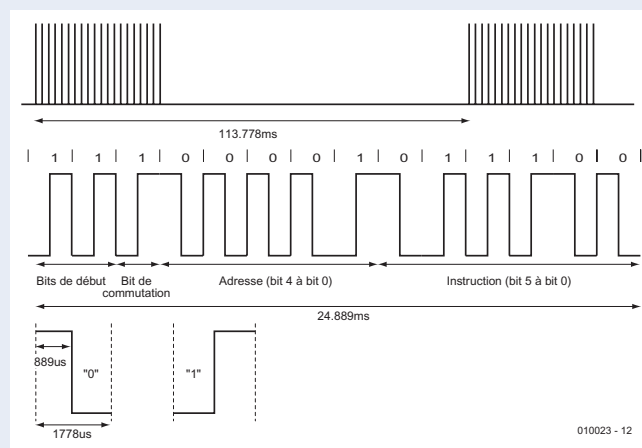 113.778ms
| 1 | 1 | 1 | 0 | 0 | 0 | 0 | 1 | 0 | 1 | 1 | 1 | 0 | 0 |
Bits de début Bit de commutation Adresse (bit 4 à bit 0) Instruction (bit 5 à bit 0)
24.889ms
889us "0" "1"
1778us
010023 - 12